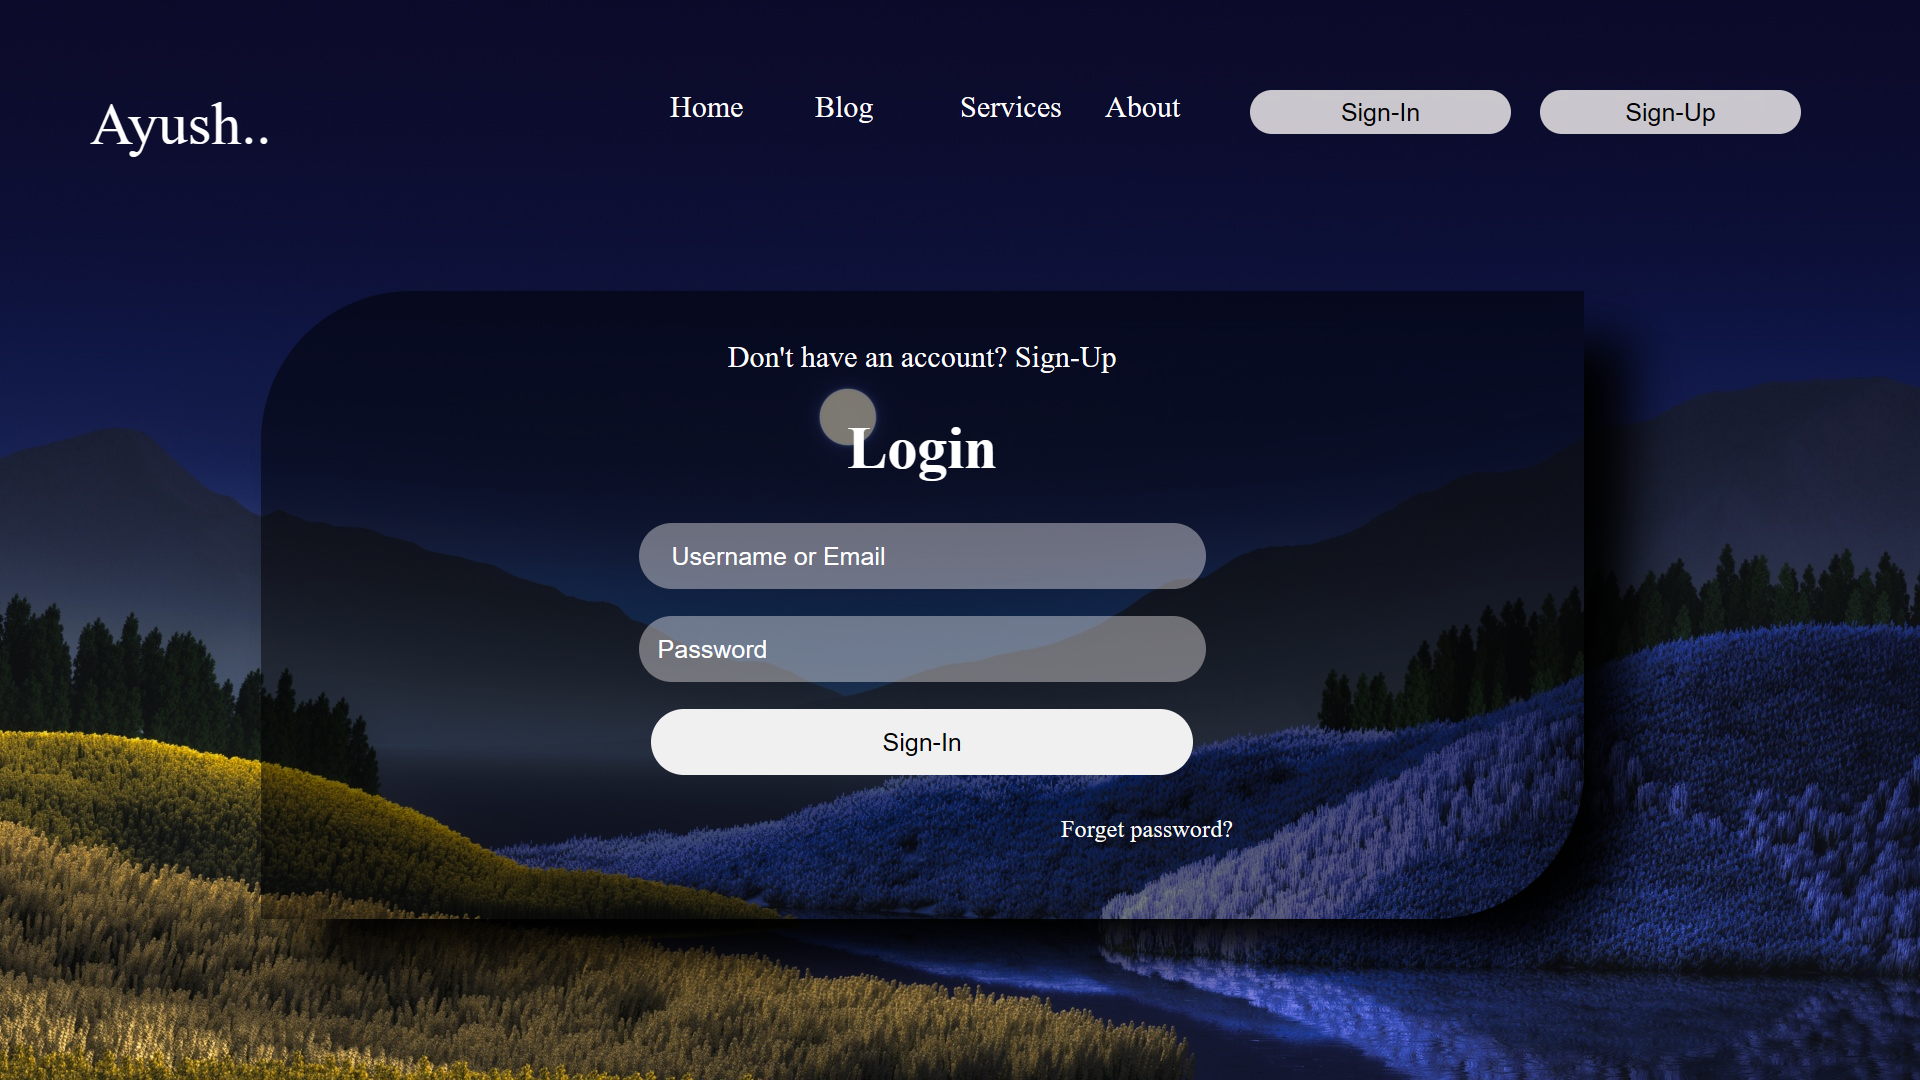 Ayush..
Home Blog Services About Sign-In Sign-Up
Don't have an account? Sign-Up
Login
Username or Email
Password
Sign-In
Forget password?